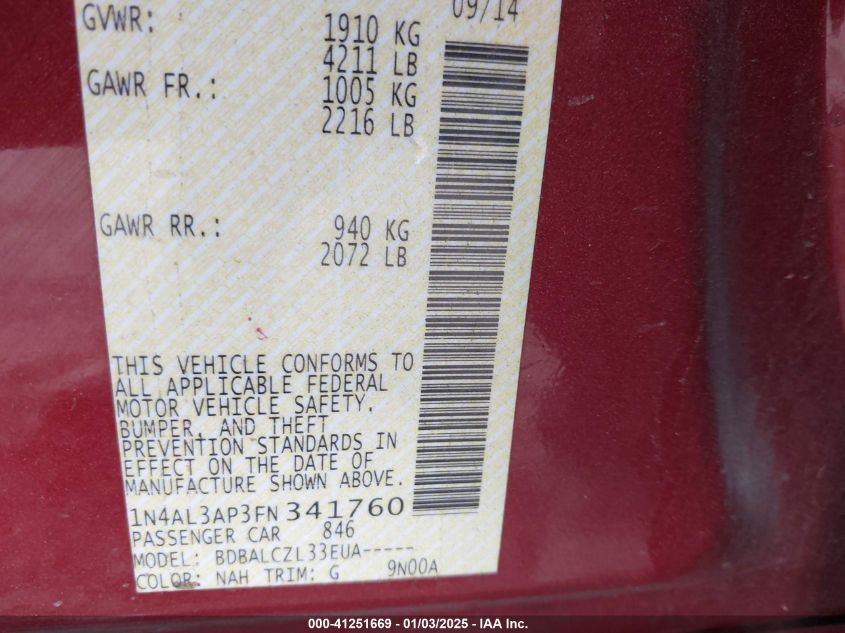 09/14
GVWR: 1910 KG
4211 LB
GAWR FR.: 1005 KG
2216 LB
GAWR RR.: 940 KG
2072 LB
THIS VEHICLE CONFORMS TO
ALL APPLICABLE FEDERAL
MOTOR VEHICLE SAFETY,
BUMPER, AND THEFT
PREVENTION STANDARDS IN
EFFECT ON THE DATE OF
MANUFACTURE SHOWN ABOVE.
1N4AL3AP3FN341760
PASSENGER CAR 846
MODEL: BDBALCZL33EUA-----
COLOR: NAH TRIM: G 9N00A
000-41251669 - 01/03/2025 - IAA Inc.